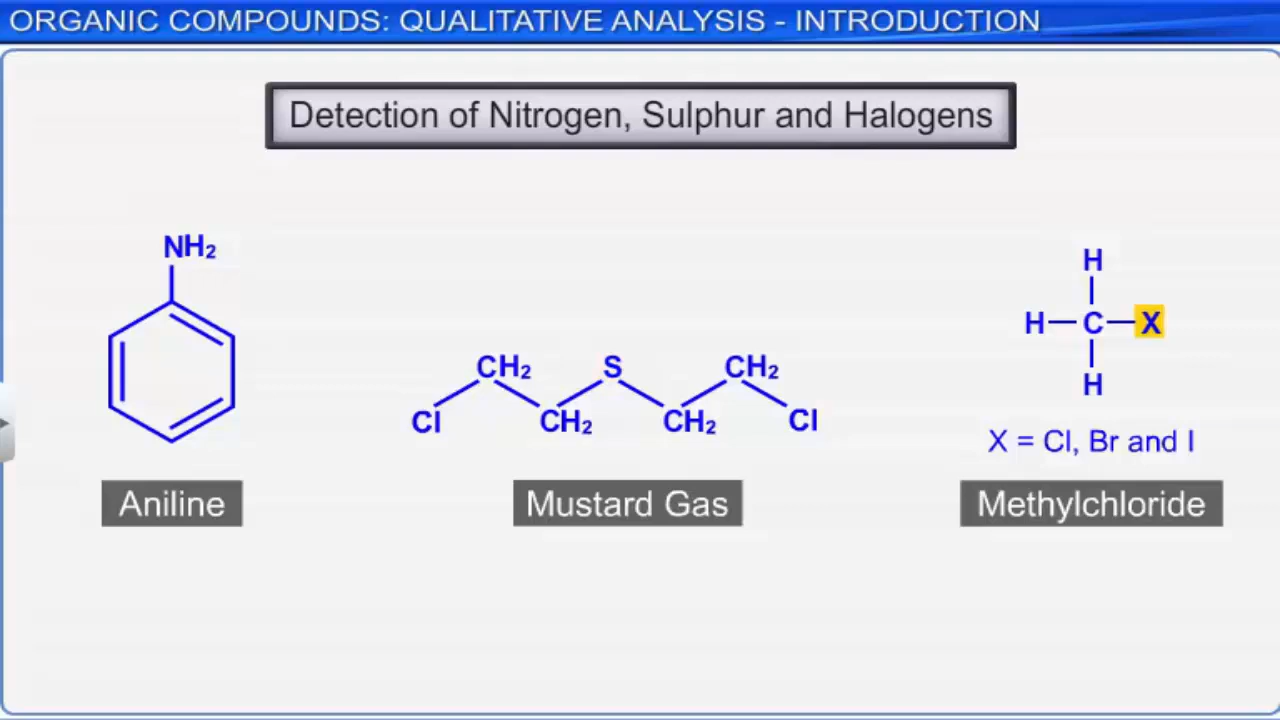 ORGANIC COMPOUNDS: QUALITATIVE ANALYSIS - INTRODUCTION
Detection of Nitrogen, Sulphur and Halogens
NH₂
Aniline
CH₂ S CH₂
Cl CH₂ CH₂ Cl
Mustard Gas
H
H C X
H
X = Cl, Br and I
Methylchloride